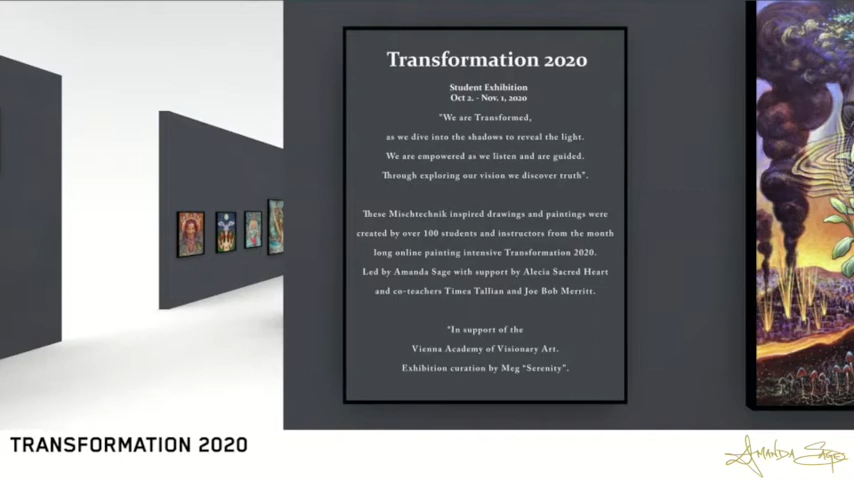 Transformation 2020
Student Exhibition
Oct 2. - Nov. 1, 2020
"We are Transformed,
as we dive into the shadows to reveal the light.
We are empowered as we listen and are guided.
Through exploring our vision we discover truth".
These Mischtechnik inspired drawings and paintings were
created by over 100 students and instructors from the month
long online painting intensive Transformation 2020.
Led by Amanda Sage with support by Alecia Sacred Heart
and co-teachers Timea Tallian and Joe Bob Merritt.
*In support of the
Vienna Academy of Visionary Art.
Exhibition curation by Meg "Serenity".
TRANSFORMATION 2020
AMANDA SAGE